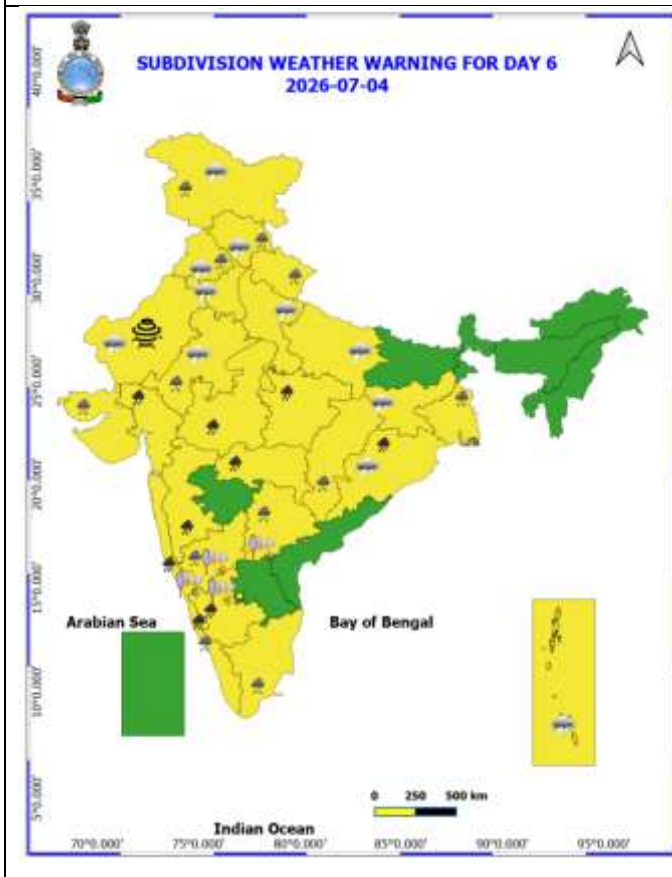 SUBDIVISION WEATHER WARNING FOR DAY 6
2026-07-04
40°0.000'
35°0.000'
30°0.000'
25°0.000'
20°0.000'
15°0.000'
10°0.000'
5°0.000'
Arabian Sea
Bay of Bengal
0 250 500 km
Indian Ocean
70°0.000' 75°0.000' 80°0.000' 85°0.000' 90°0.000' 95°0.000'